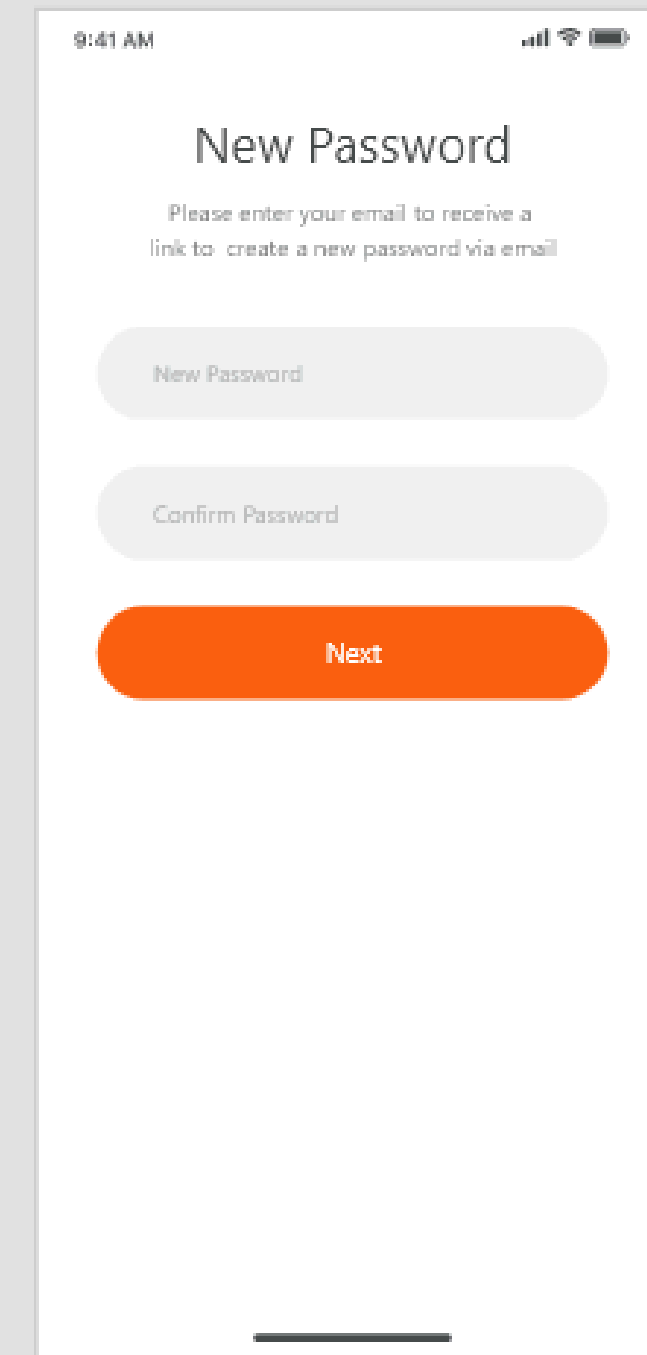 9:41 AM
New Password
Please enter your email to receive a
link to create a new password via email
New Password
Confirm Password
Next